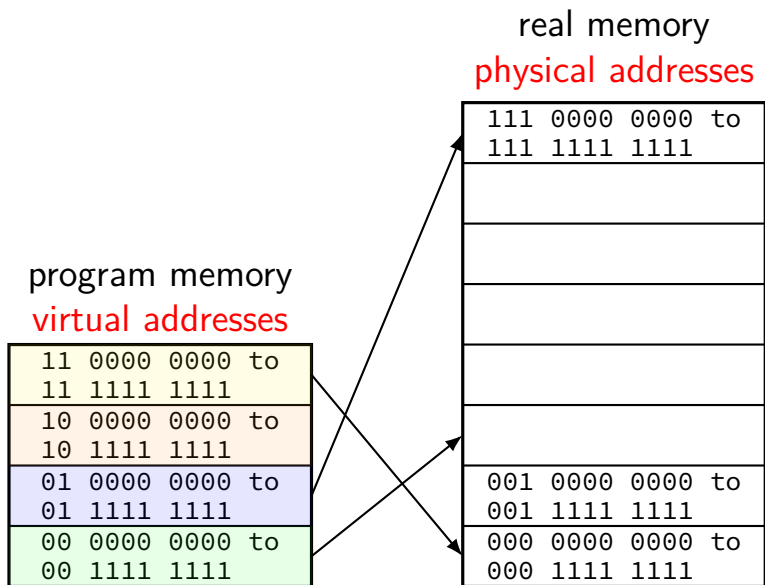 real memory
physical addresses
111 0000 0000 to
111 1111 1111
program memory
virtual addresses
11 0000 0000 to
11 1111 1111
10 0000 0000 to
10 1111 1111
01 0000 0000 to
01 1111 1111
00 0000 0000 to
00 1111 1111
001 0000 0000 to
001 1111 1111
000 0000 0000 to
000 1111 1111